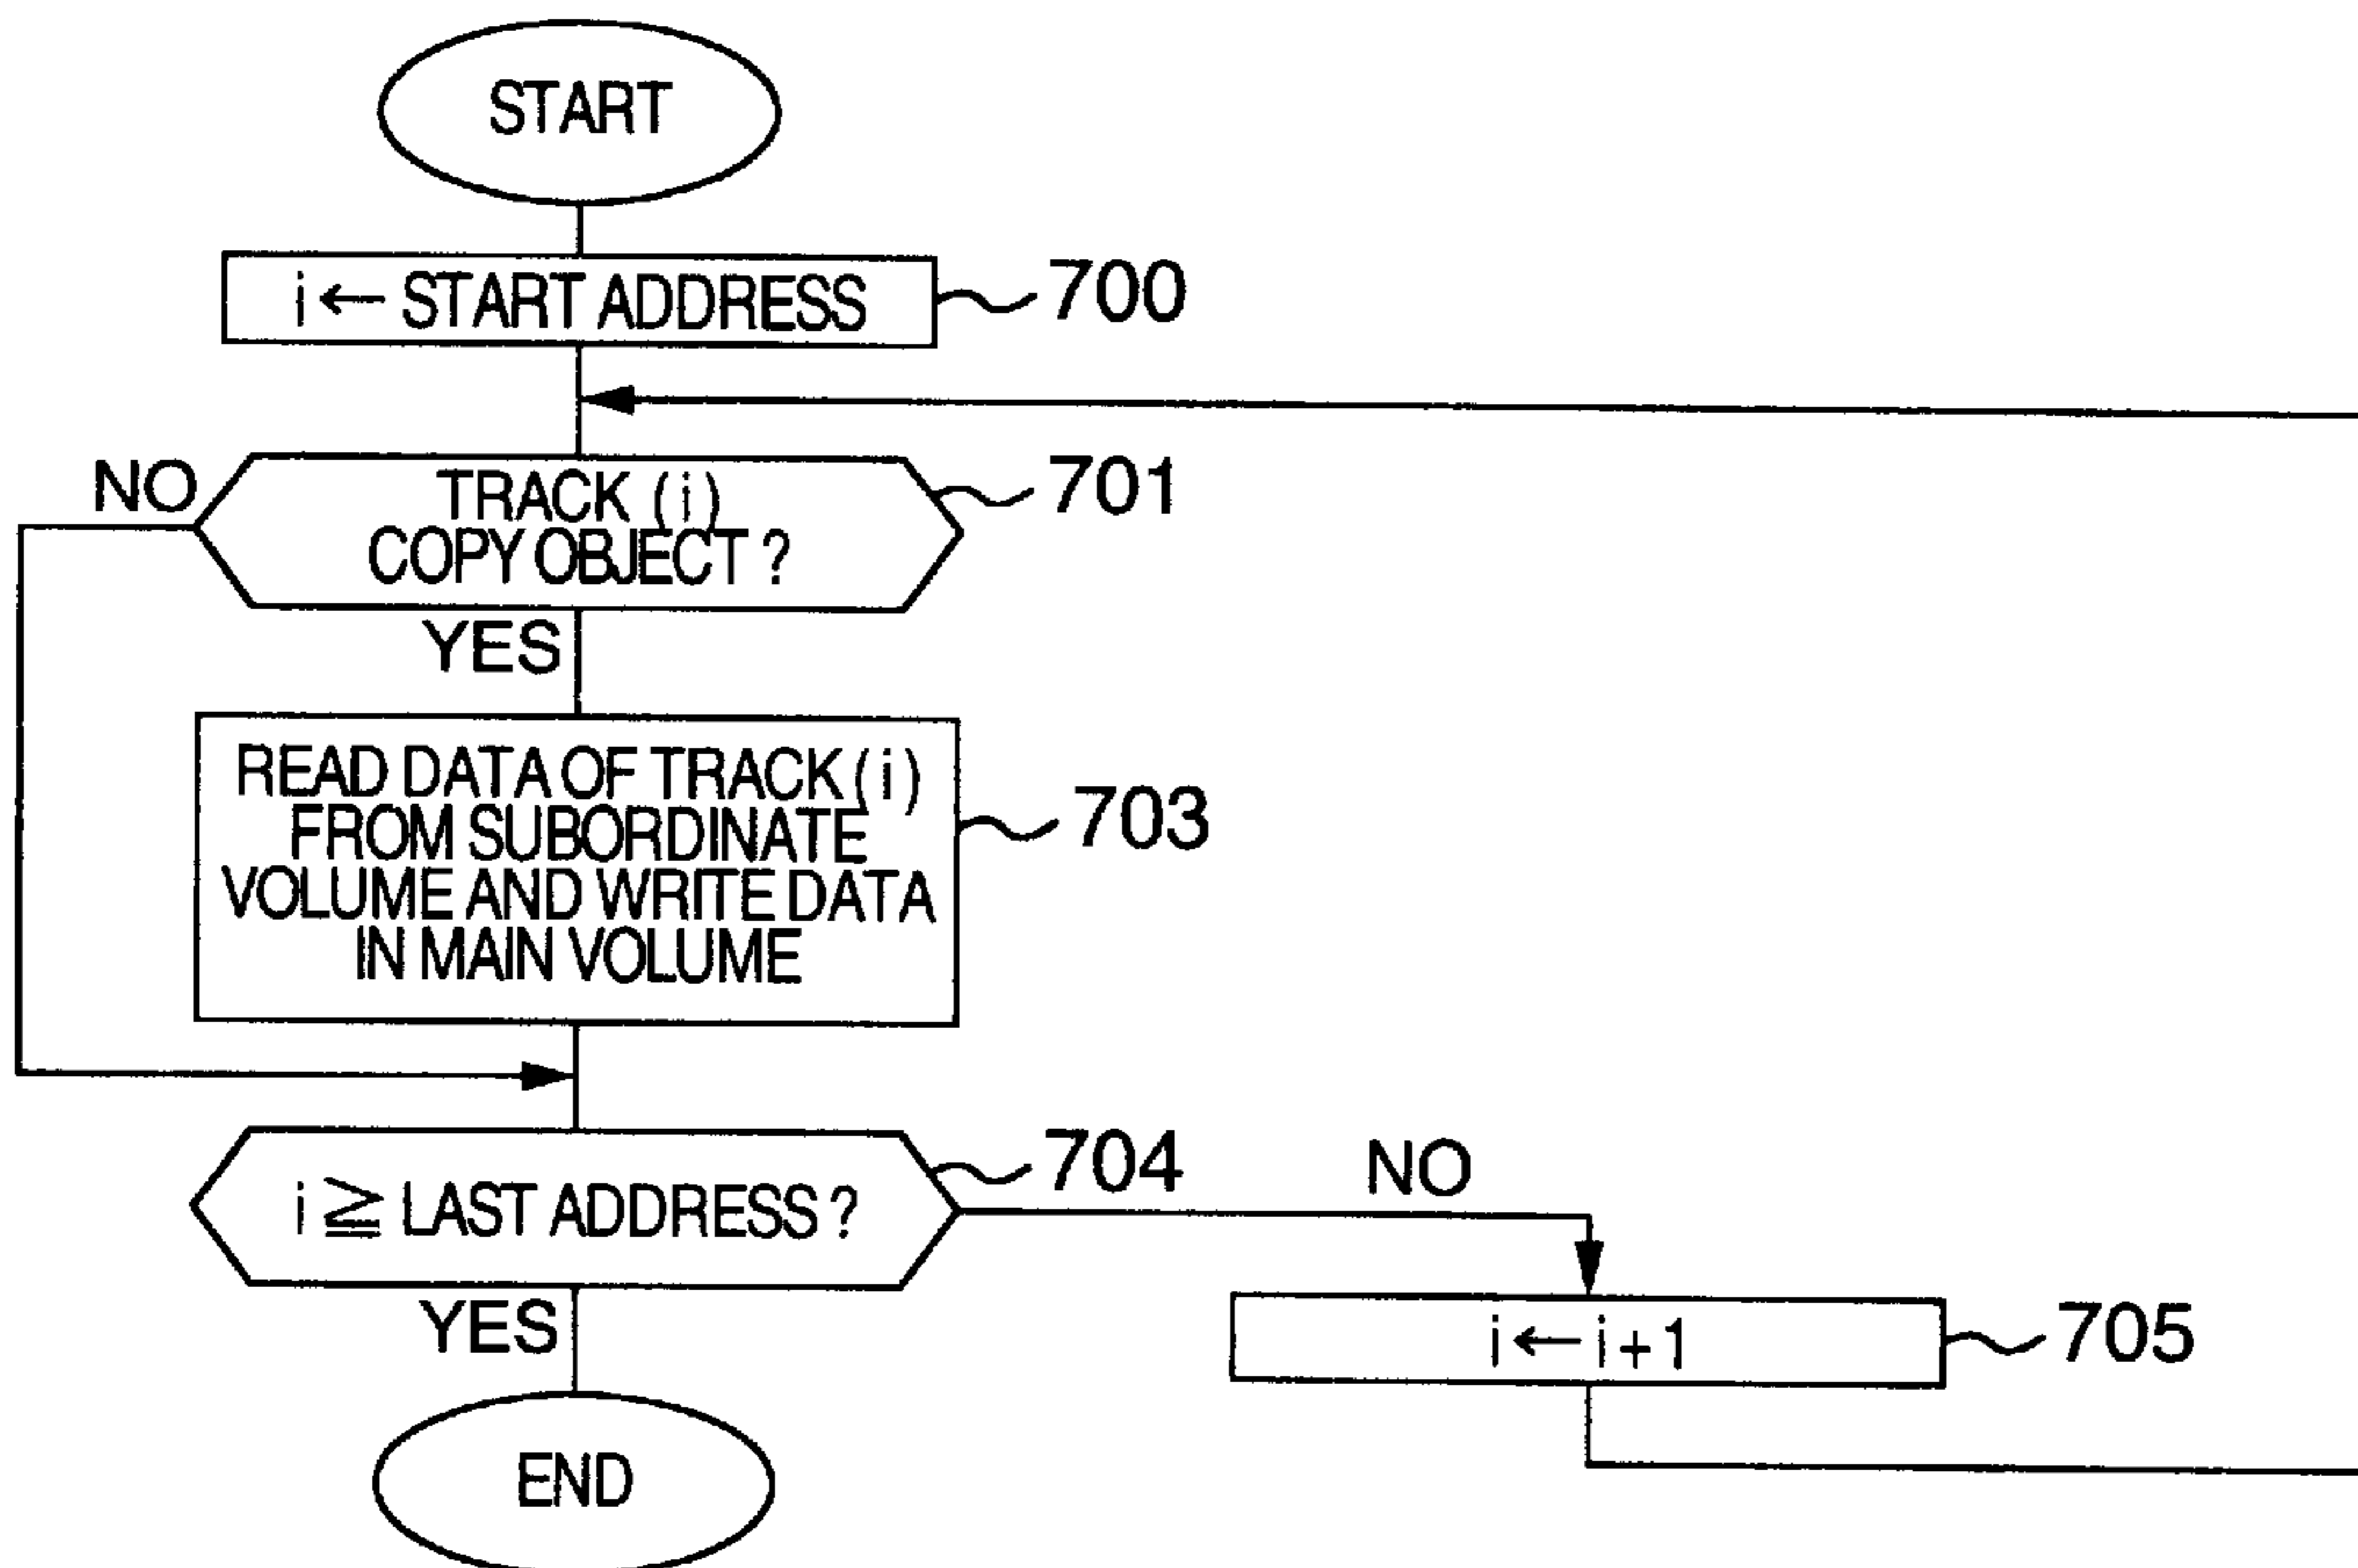 START
i ← START ADDRESS
700
NO
TRACK (i)
COPY OBJECT ?
701
YES
READ DATA OF TRACK (i)
FROM SUBORDINATE
VOLUME AND WRITE DATA
IN MAIN VOLUME
703
i ≧ LAST ADDRESS ?
704
NO
YES
i ← i + 1
705
END